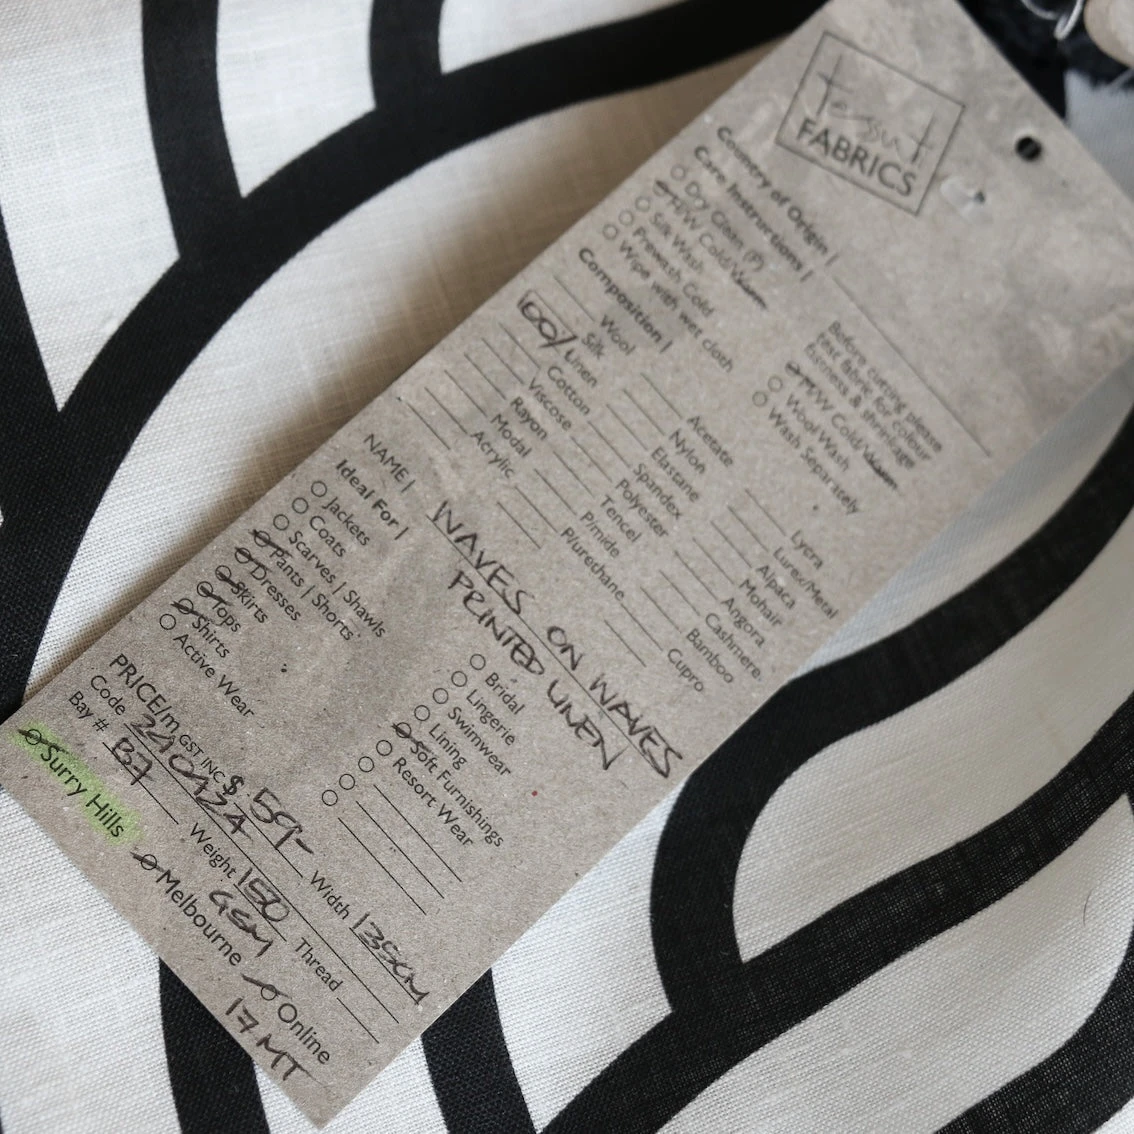 Tessuti
FABRICS
Country of Origin |
Care Instructions |
Dry Clean (P)
H/W Cold/Warm
Silk Wash
Prewash Cold
Wipe with wet cloth
Before cutting please
test fabric for colour
fastness & shrinkage
M/W Cold/Warm
Wool Wash
Wash Separately
Composition |
Wool
Silk
100% Linen
Cotton
Viscose
Rayon
Modal
Acrylic
Acetate
Nylon
Elastane
Spandex
Polyester
Tencel
P/mide
P/urethane
Lycra
Lurex/Metal
Alpaca
Mohair
Angora
Cashmere
Bamboo
Cupro
NAME | WAVES ON WAVES
PRINTED LINEN
Ideal For |
Jackets
Coats
Scarves | Shawls
Pants | Shorts
Dresses
Skirts
Tops
Shirts
Active Wear
Bridal
Lingerie
Swimwear
Lining
Soft Furnishings
Resort Wear
PRICE/m GST INC $ 59- Width 135CM
Code Weight 150 GSM Thread
Bay # B7
Surry Hills Melbourne Online
17 MT